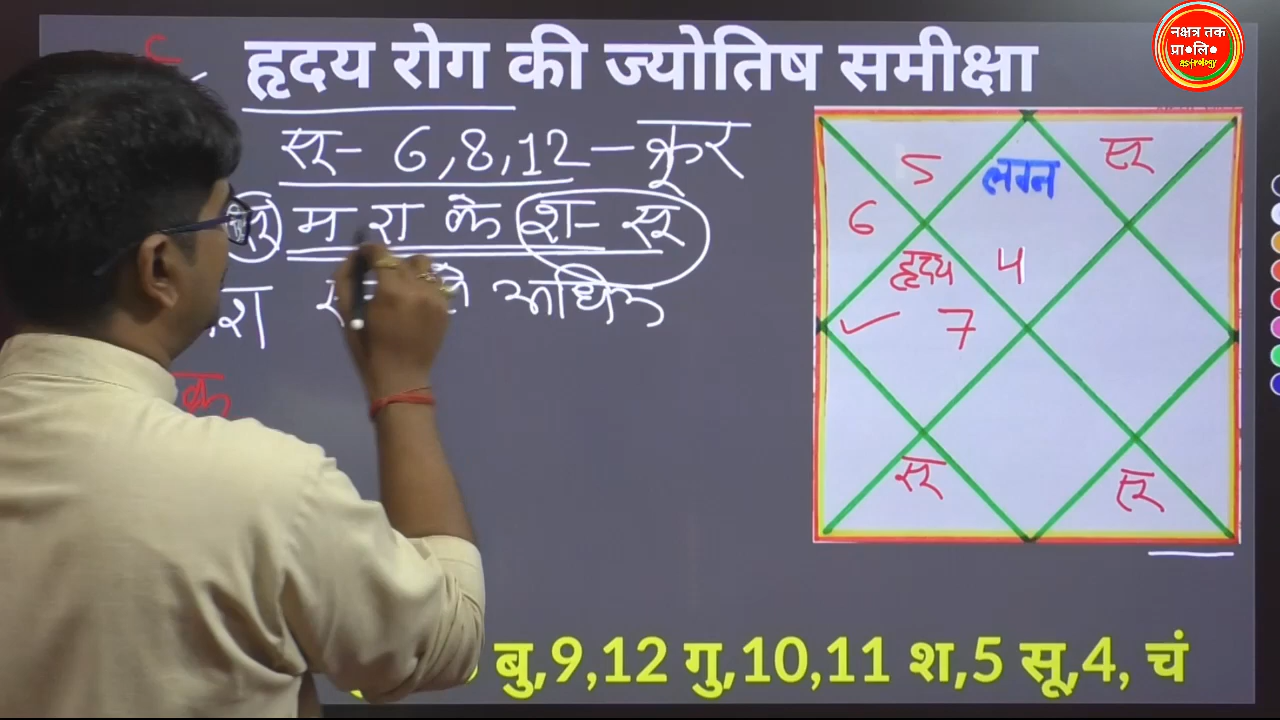 नक्षत्र तक
प्रा•लि•
astrology
हृदय रोग की ज्योतिष समीक्षा
सू- 6,8,12 - क्रूर
म रा के श- सू
श
अधिक
क
5 लग्न सू
6
हृदय 4
7
सू सू
बु,9,12 गु,10,11 श,5 सू,4, चं